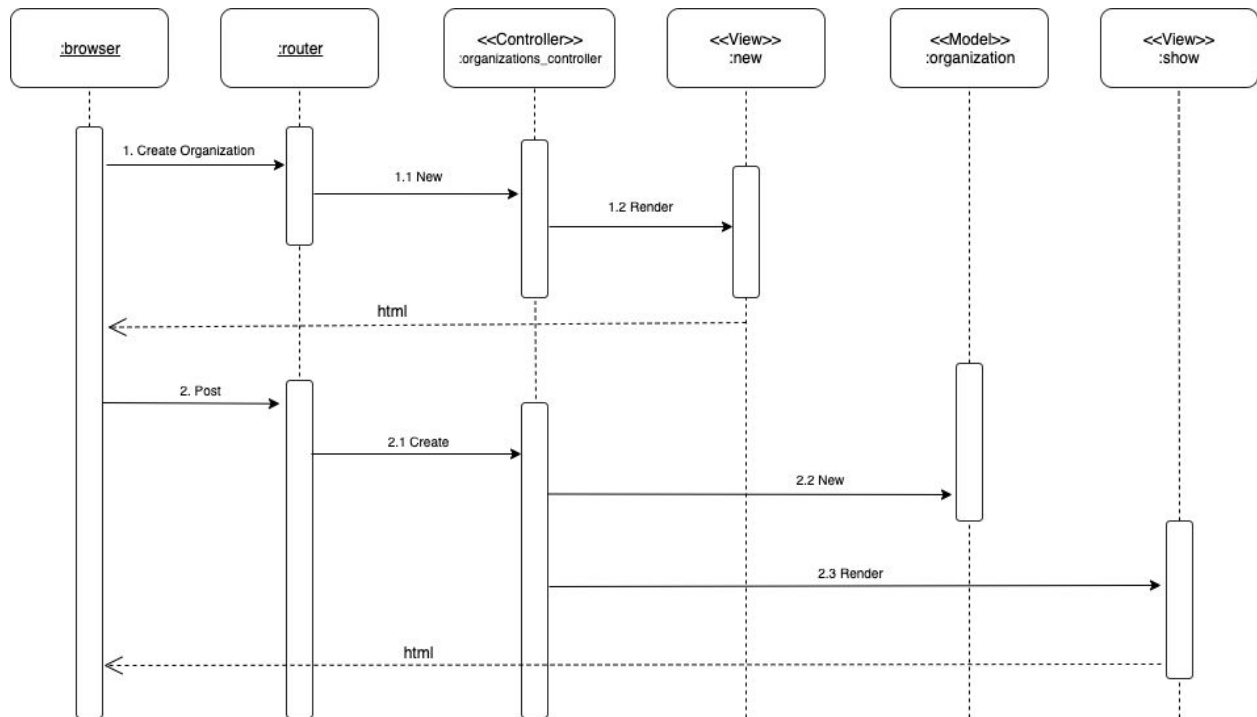 :browser
:router
<<Controller>>
:organizations_controller
<<View>>
:new
<<Model>>
:organization
<<View>>
:show
1. Create Organization
1.1 New
1.2 Render
html
2. Post
2.1 Create
2.2 New
2.3 Render
html